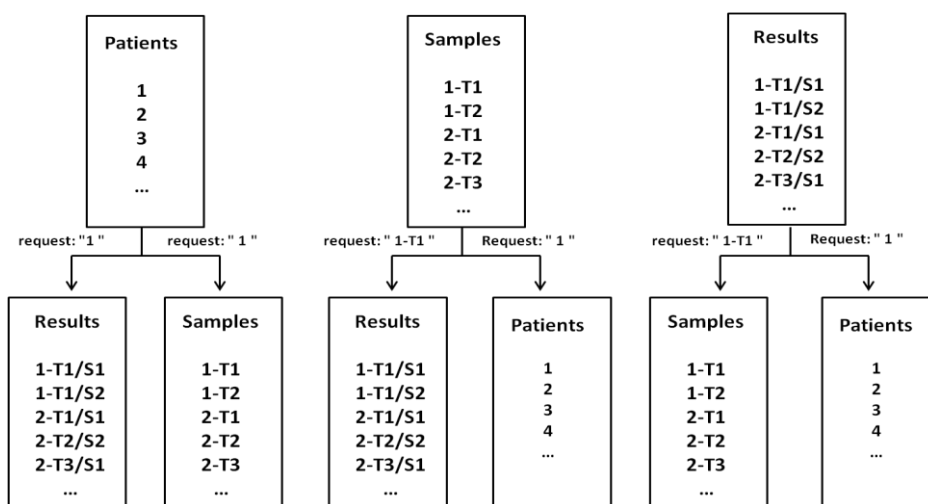 Patients
1
2
3
4
...
Samples
1-T1
1-T2
2-T1
2-T2
2-T3
...
Results
1-T1/S1
1-T1/S2
2-T1/S1
2-T2/S2
2-T3/S1
...
request: "1 "
request: " 1 "
request: " 1-T1 "
Request: " 1"
request: " 1-T1 "
Request: " 1"
Results
1-T1/S1
1-T1/S2
2-T1/S1
2-T2/S2
2-T3/S1
...
Samples
1-T1
1-T2
2-T1
2-T2
2-T3
...
Results
1-T1/S1
1-T1/S2
2-T1/S1
2-T2/S2
2-T3/S1
...
Patients
1
2
3
4
...
Samples
1-T1
1-T2
2-T1
2-T2
2-T3
...
Patients
1
2
3
4
...